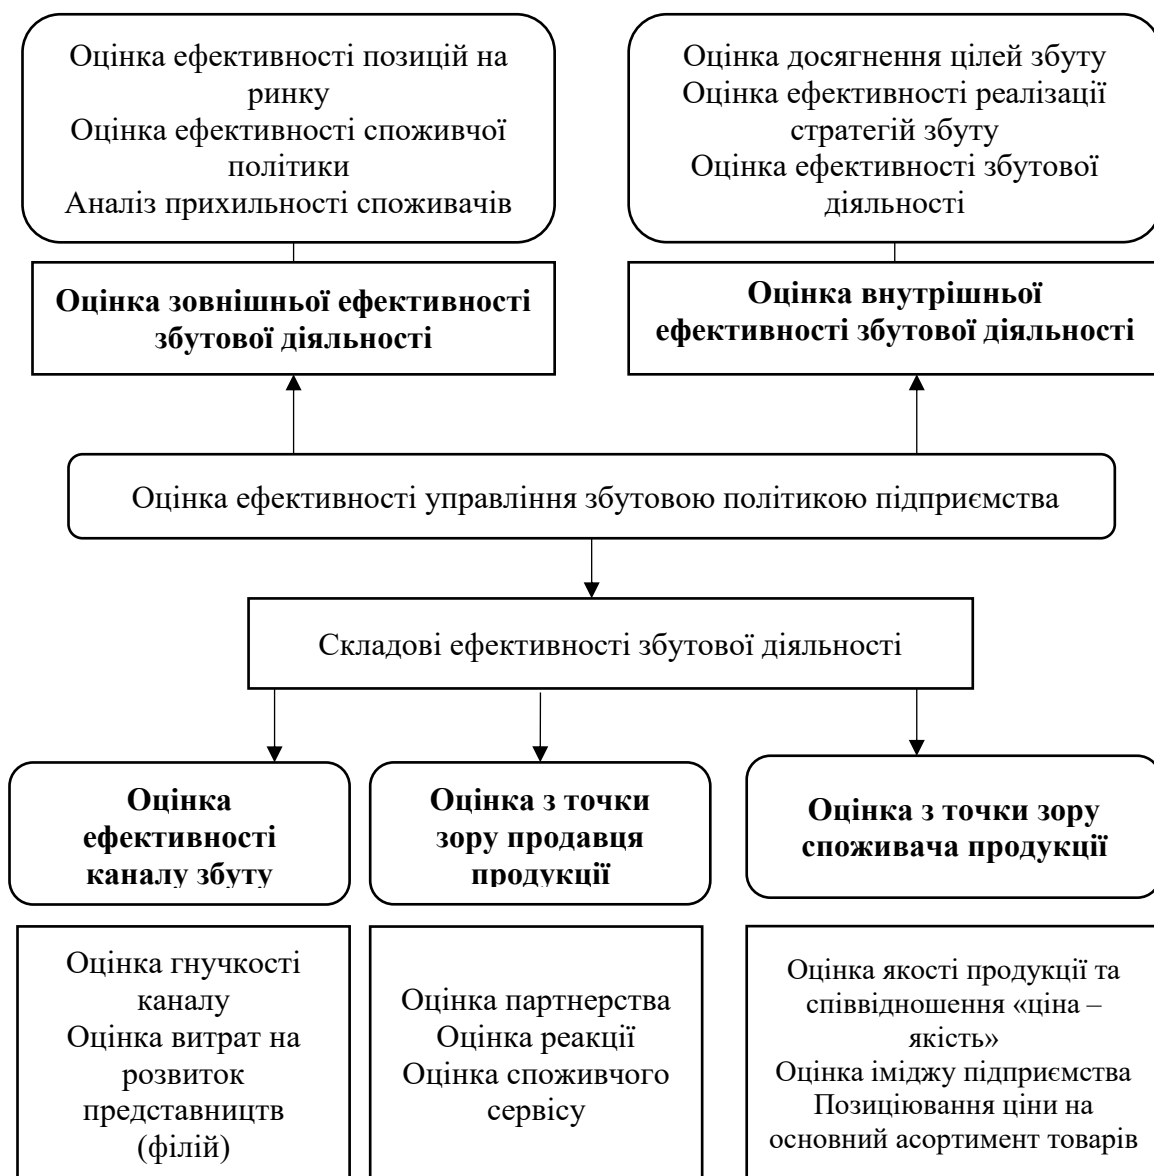 Оцінка ефективності позицій на
ринку
Оцінка ефективності споживчої
політики
Аналіз прихильності споживачів
Оцінка досягнення цілей збуту
Оцінка ефективності реалізації
стратегій збуту
Оцінка ефективності збутової
діяльності
Оцінка зовнішньої ефективності
збутової діяльності
Оцінка внутрішньої
ефективності збутової діяльності
Оцінка ефективності управління збутовою політикою підприємства
Складові ефективності збутової діяльності
Оцінка
ефективності
каналу збуту
Оцінка з точки
зору продавця
продукції
Оцінка з точки зору
споживача продукції
Оцінка гнучкості
каналу
Оцінка витрат на
розвиток
представництв
(філій)
Оцінка партнерства
Оцінка реакції
Оцінка споживчого
сервісу
Оцінка якості продукції та
співвідношення «ціна –
якість»
Оцінка іміджу підприємства
Позиціювання ціни на
основний асортимент товарів